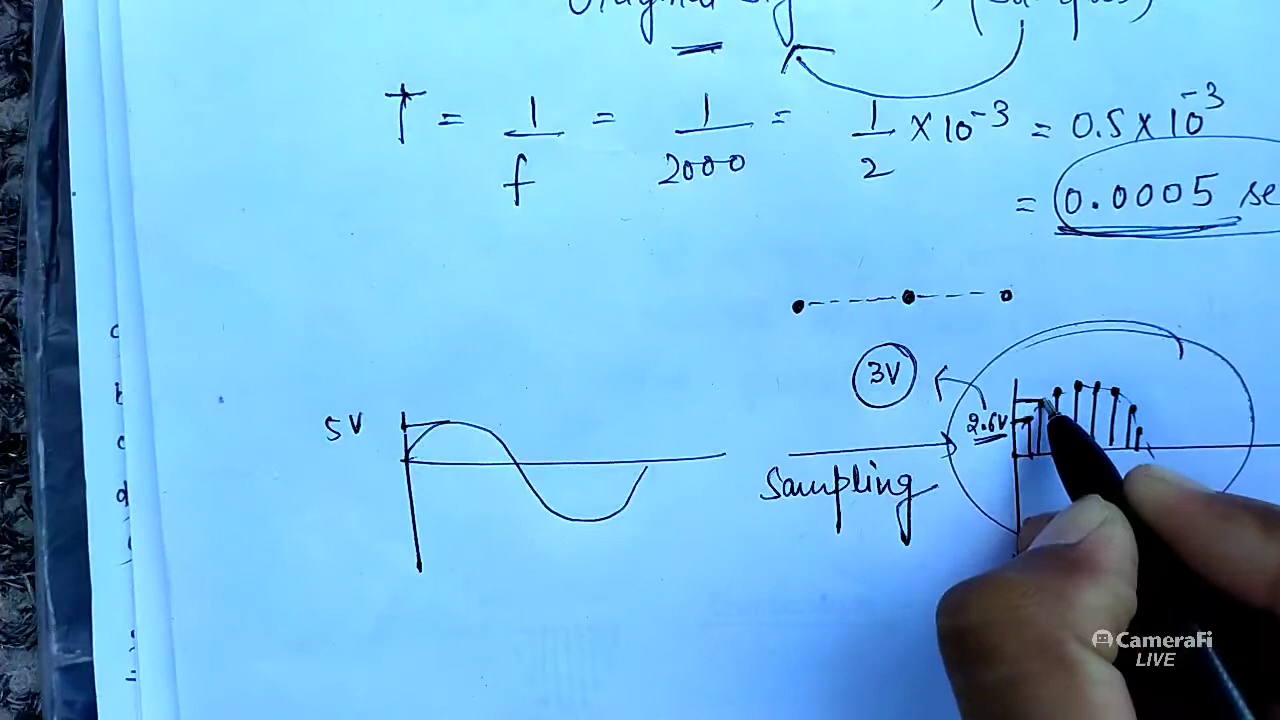 T = 1/f = 1/2000 = 1/2 × 10⁻³ = 0.5 × 10⁻³
= 0.0005
3V
5 V
2.6V
Sampling
CameraFi
LIVE